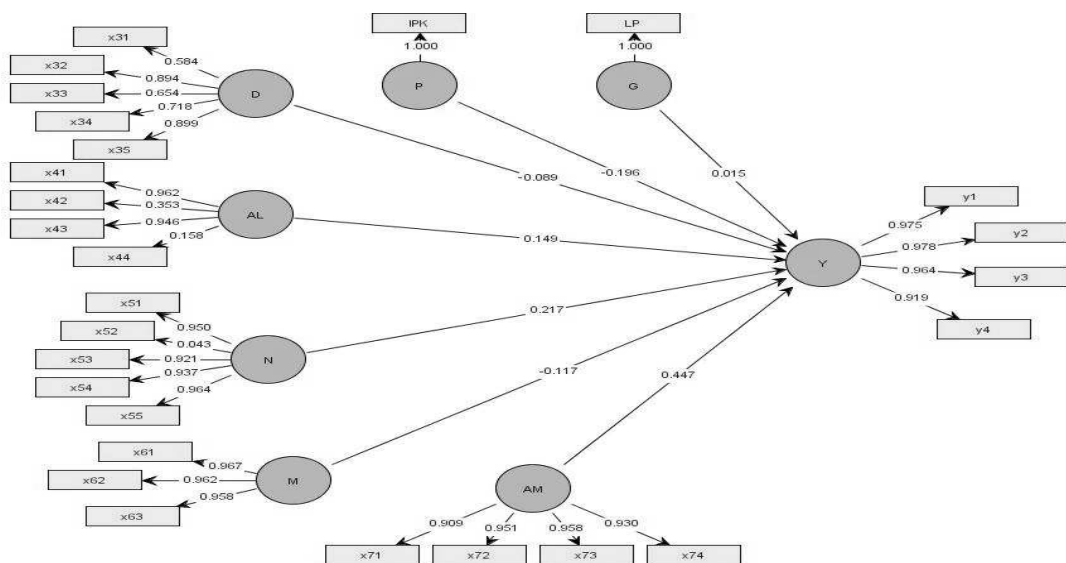 IPK
LP
1.000
1.000
P
G
x31
x32
x33
x34
x35
0.584
0.894
0.654
0.718
0.899
D
-0.089
-0.196
0.015
x41
x42
x43
x44
0.962
0.353
0.946
0.158
AL
0.149
x51
x52
x53
x54
x55
0.950
0.043
0.921
0.937
0.964
N
0.217
x61
x62
x63
0.967
0.962
0.958
M
-0.117
AM
0.447
0.909
0.951
0.958
0.930
x71
x72
x73
x74
Y
0.975
0.978
0.964
0.919
y1
y2
y3
y4